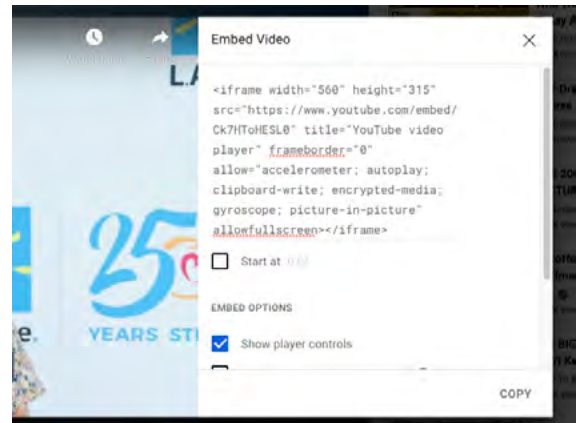 Embed Video
L.A
<iframe width="560" height="315"
src="https://www.youtube.com/embed/
Ck7HToHESL0" title="YouTube video
player" frameborder="0"
allow="accelerometer; autoplay;
clipboard-write; encrypted-media;
gyroscope; picture-in-picture"
allowfullscreen></iframe>
Start at
EMBED OPTIONS
Show player controls
COPY
25
e.
YEARS ST